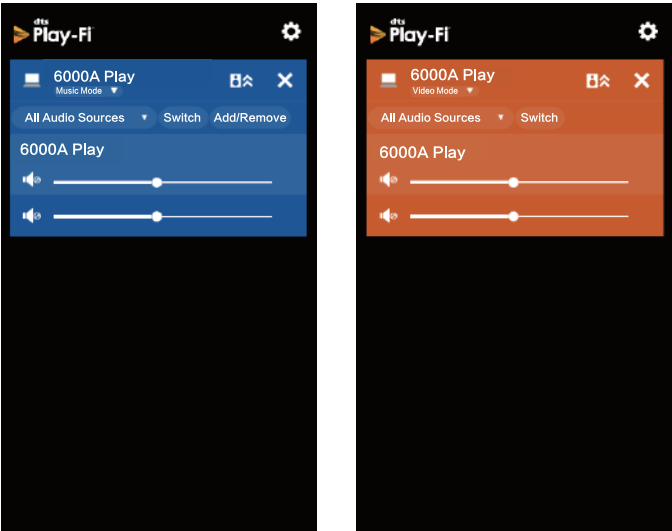 dts
Play-Fi
6000A Play
Music Mode ▼
All Audio Sources ▼ Switch Add/Remove
6000A Play
dts
Play-Fi
6000A Play
Video Mode ▼
All Audio Sources ▼ Switch
6000A Play